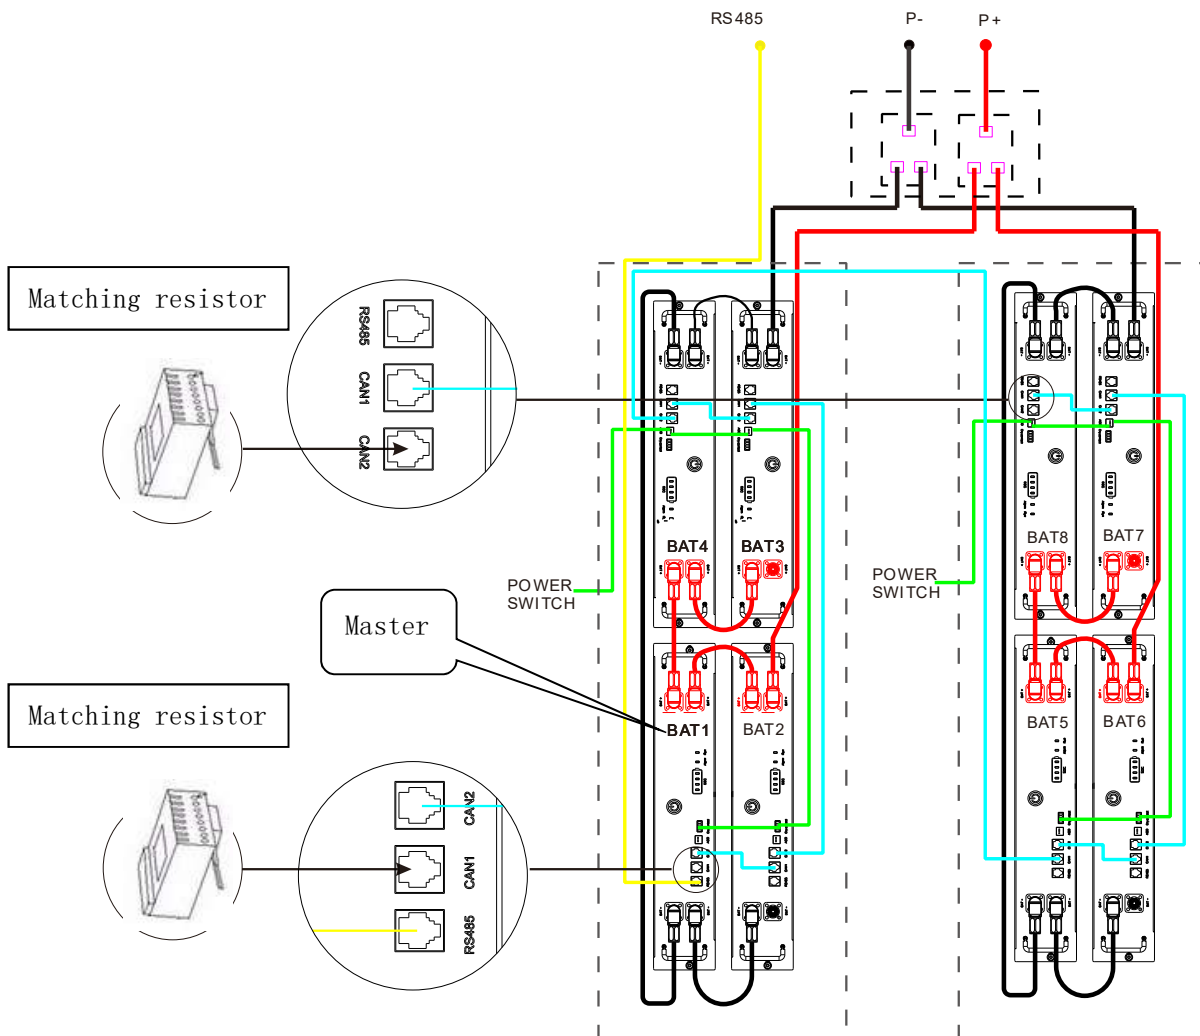 RS485
P-
P+
Matching resistor
RS485
CAN1
CAN2
BAT4
BAT3
BAT8
BAT7
POWER
SWITCH
POWER
SWITCH
Master
Matching resistor
BAT1
BAT2
BAT5
BAT6
CAN2
CAN1
RS485